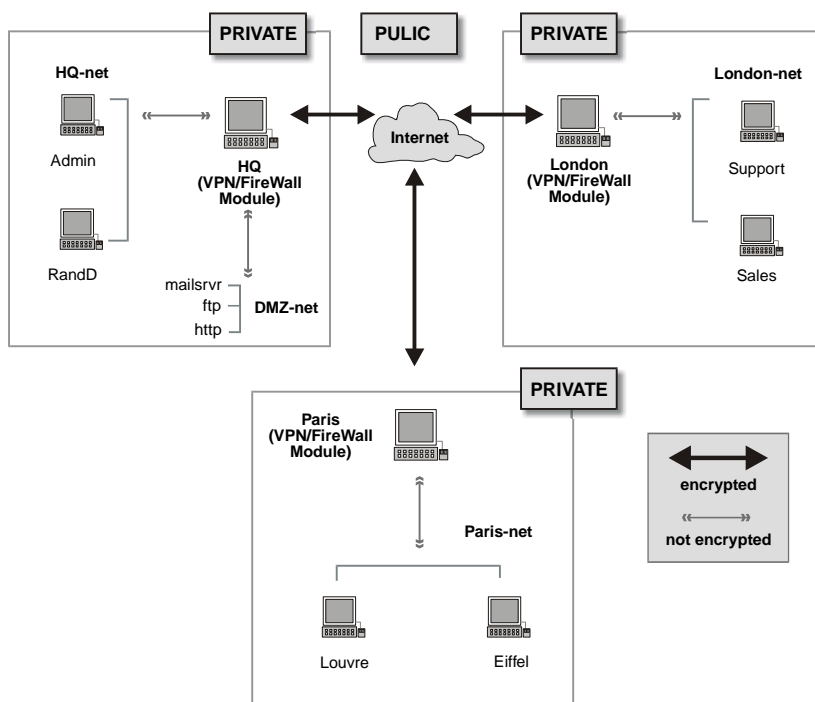 PRIVATE
PULIC
PRIVATE
HQ-net
London-net
Admin
HQ
(VPN/FireWall
Module)
Internet
London
(VPN/FireWall
Module)
Support
RandD
Sales
mailsrvr
ftp
http
DMZ-net
PRIVATE
Paris
(VPN/FireWall
Module)
Paris-net
Louvre
Eiffel
encrypted
not encrypted